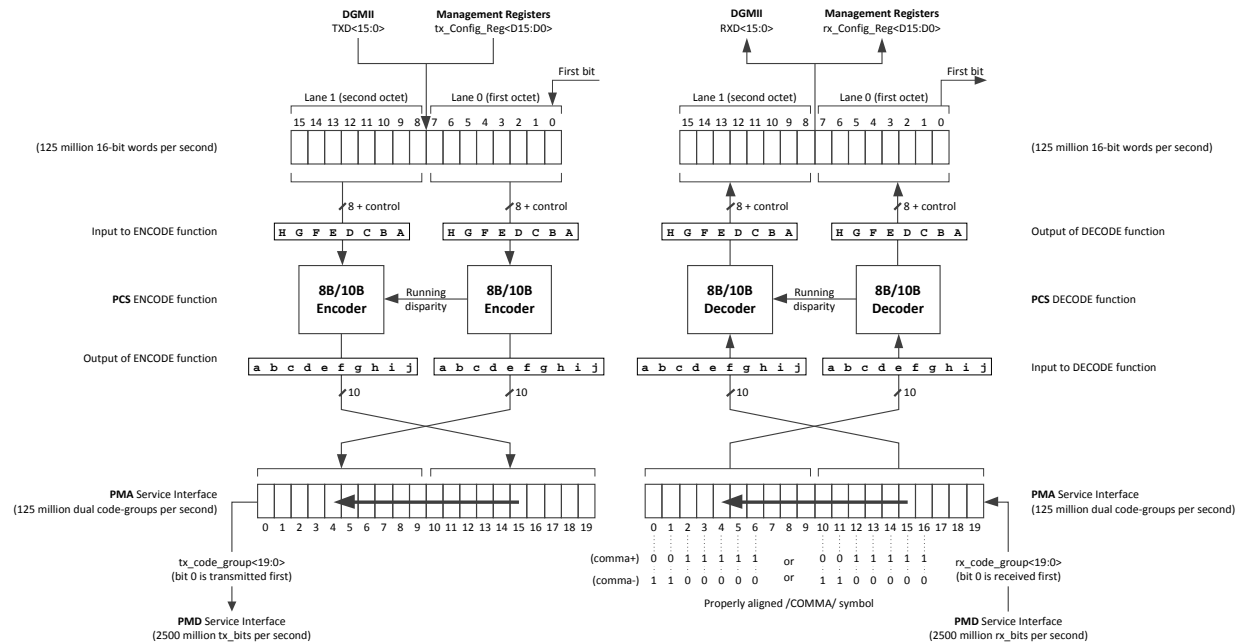 DGMII Management Registers DGMII Management Registers
TXD<15:0> tx_Config_Reg<D15:D0> RXD<15:0> rx_Config_Reg<D15:D0>
First bit First bit
Lane 1 (second octet) Lane 0 (first octet) Lane 1 (second octet) Lane 0 (first octet)
15 14 13 12 11 10 9 8 7 6 5 4 3 2 1 0 15 14 13 12 11 10 9 8 7 6 5 4 3 2 1 0
(125 million 16-bit words per second) (125 million 16-bit words per second)
8 + control 8 + control 8 + control 8 + control
Input to ENCODE function H G F E D C B A H G F E D C B A H G F E D C B A H G F E D C B A Output of DECODE function
8B/10B 8B/10B 8B/10B 8B/10B
Encoder Encoder Decoder Decoder
Running Running
disparity disparity
PCS ENCODE function PCS DECODE function
Output of ENCODE function a b c d e f g h i j a b c d e f g h i j a b c d e f g h i j a b c d e f g h i j Input to DECODE function
10 10 10 10
PMA Service Interface PMA Service Interface
(125 million dual code-groups per second) (125 million dual code-groups per second)
0 1 2 3 4 5 6 7 8 9 10 11 12 13 14 15 16 17 18 19 0 1 2 3 4 5 6 7 8 9 10 11 12 13 14 15 16 17 18 19
(comma+) 0 0 1 1 1 1 1 or 0 0 1 1 1 1 1
(comma-) 1 1 0 0 0 0 0 or 1 1 0 0 0 0 0
tx_code_group<19:0> rx_code_group<19:0>
(bit 0 is transmitted first) (bit 0 is received first)
Properly aligned /COMMA/ symbol
PMD Service Interface PMD Service Interface
(2500 million tx_bits per second) (2500 million rx_bits per second)